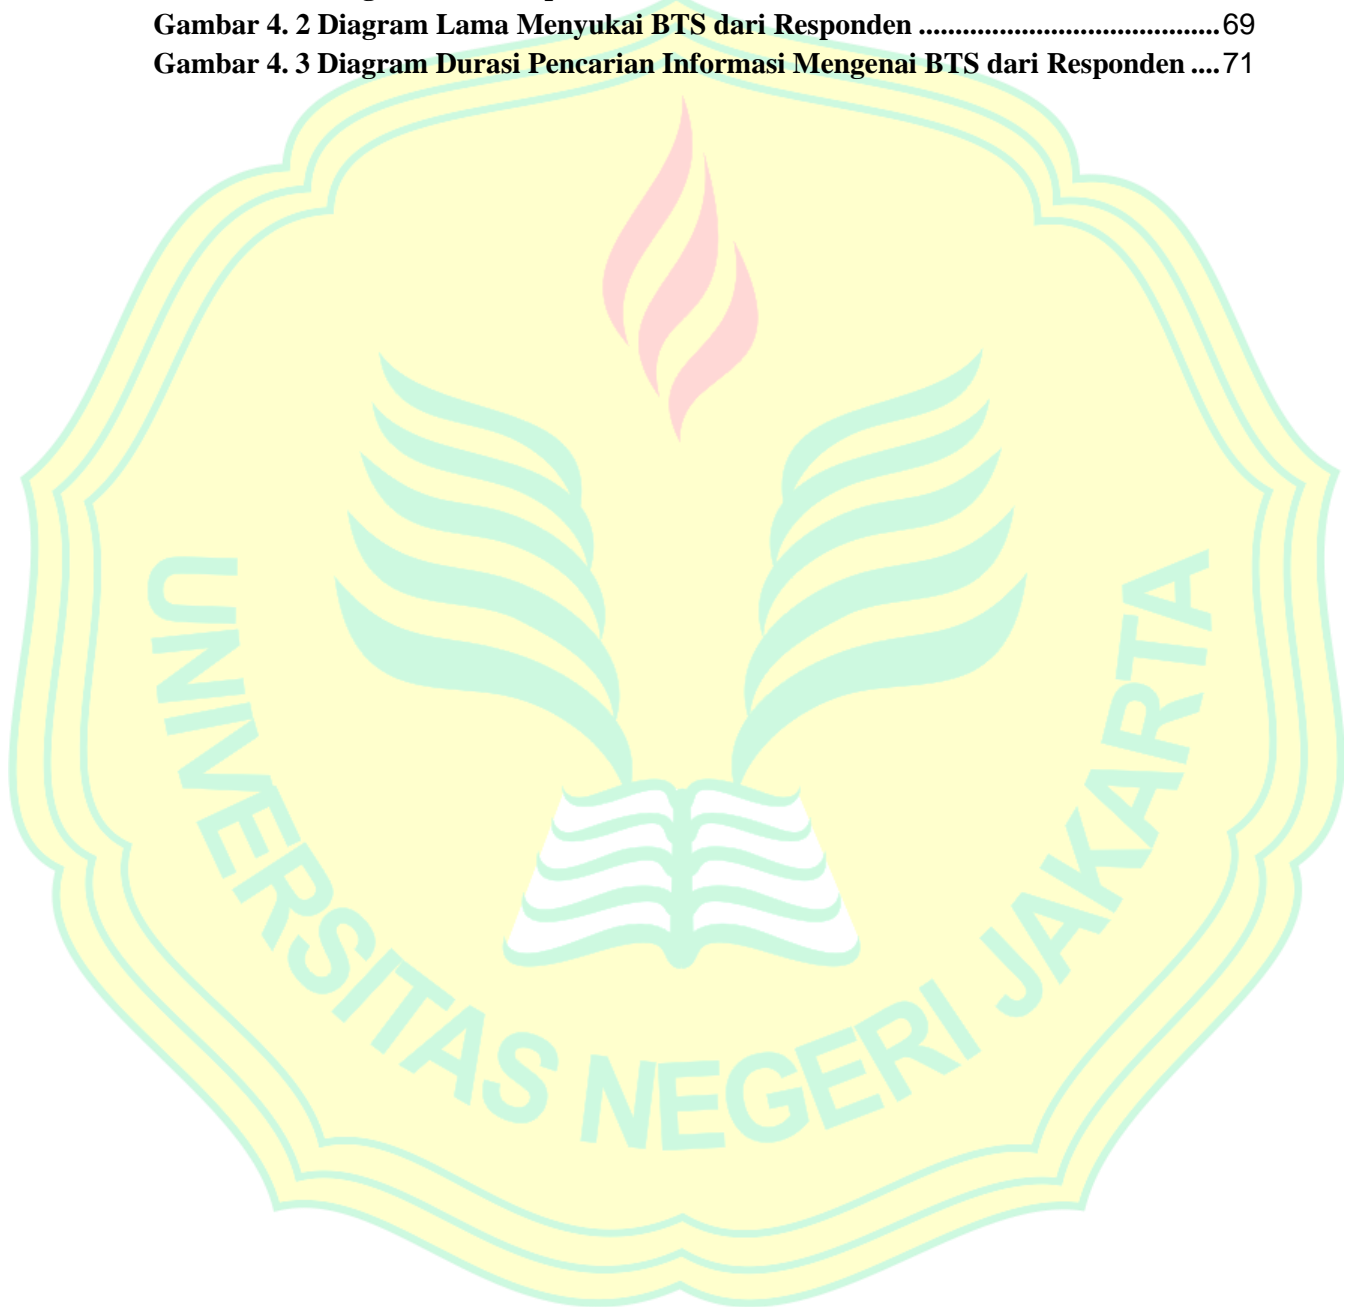 Gambar 4. 2 Diagram Lama Menyukai BTS dari Responden .........................................69
Gambar 4. 3 Diagram Durasi Pencarian Informasi Mengenai BTS dari Responden ....71
UNIVERSITAS NEGERI JAKARTA